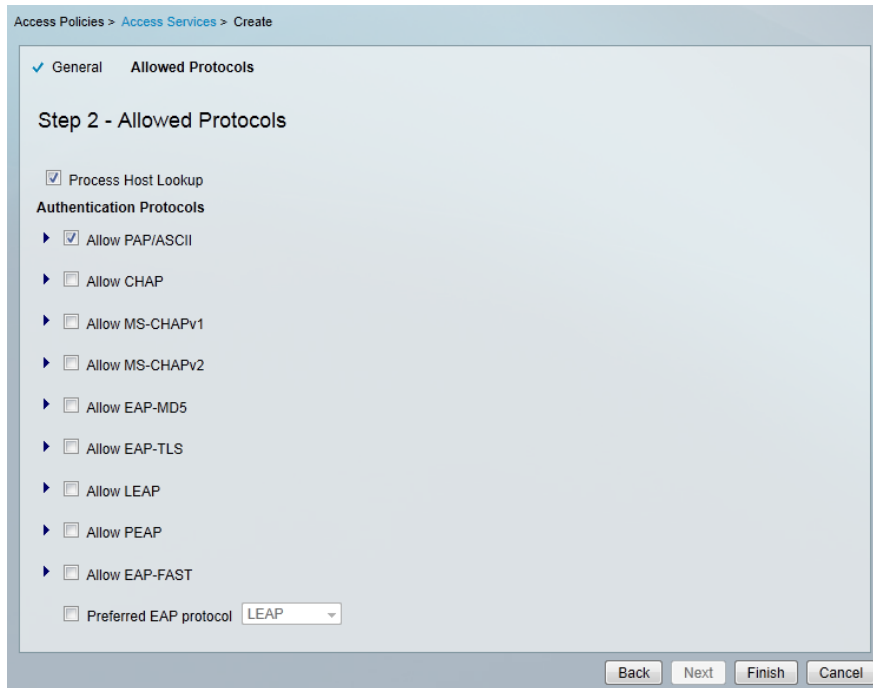 Access Policies > Access Services > Create
General Allowed Protocols
Step 2 - Allowed Protocols
Process Host Lookup
Authentication Protocols
Allow PAP/ASCII
Allow CHAP
Allow MS-CHAPv1
Allow MS-CHAPv2
Allow EAP-MD5
Allow EAP-TLS
Allow LEAP
Allow PEAP
Allow EAP-FAST
Preferred EAP protocol LEAP
Back Next Finish Cancel